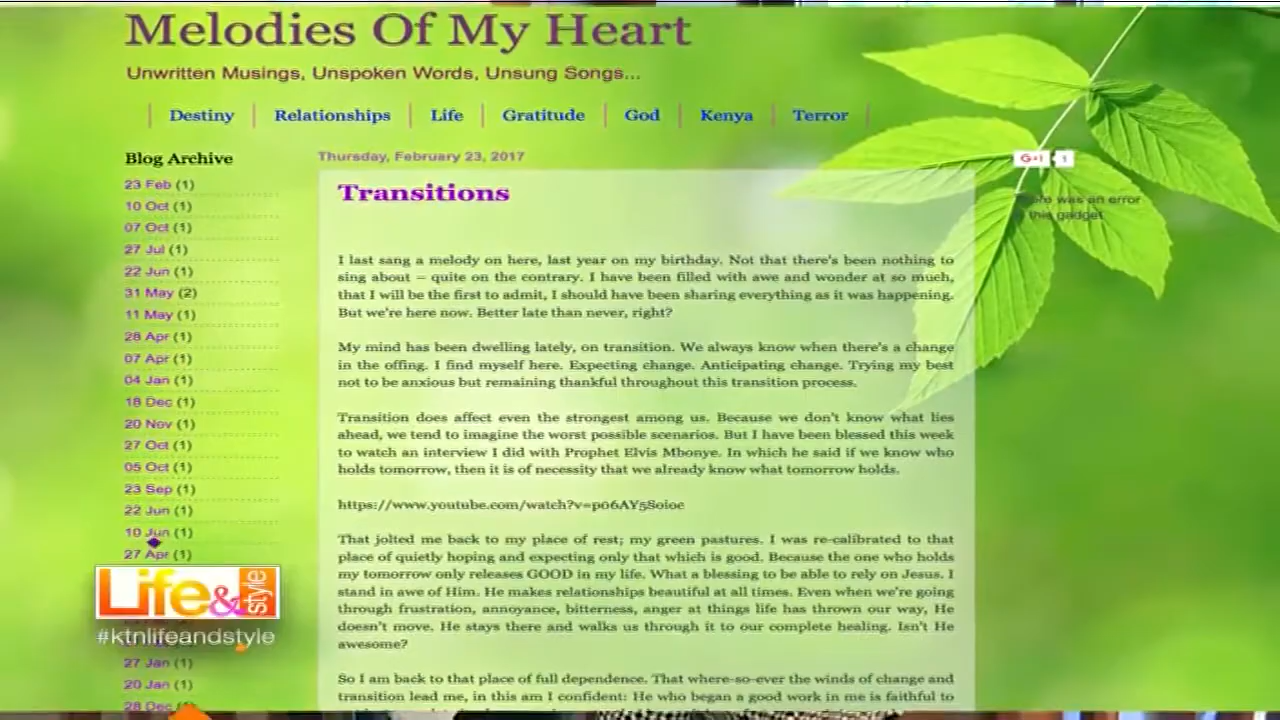 Melodies Of My Heart
Unwritten Musings, Unspoken Words, Unsung Songs...
Destiny
Relationships
Life
Gratitude
God
Kenya
Terror
Blog Archive
23 Feb (1)
10 Oct (1)
07 Oct (1)
27 Jul (1)
22 Jun (1)
31 May (2)
11 May (1)
28 Apr (1)
07 Apr (1)
04 Jan (1)
18 Dec (1)
20 Nov (1)
27 Oct (1)
05 Oct (1)
23 Sep (1)
22 Jun (1)
10 Jun (1)
27 Apr (1)
Life & style
#ktnlifeandstyle
27 Jan (1)
20 Jan (1)
28 Dec
Thursday, February 23, 2017
Transitions
I last sang a melody on here, last year on my birthday. Not that there's been nothing to
sing about – quite on the contrary. I have been filled with awe and wonder at so much,
that I will be the first to admit, I should have been sharing everything as it was happening.
But we're here now. Better late than never, right?
My mind has been dwelling lately, on transition. We always know when there's a change
in the offing. I find myself here. Expecting change. Anticipating change. Trying my best
not to be anxious but remaining thankful throughout this transition process.
Transition does affect even the strongest among us. Because we don't know what lies
ahead, we tend to imagine the worst possible scenarios. But I have been blessed this week
to watch an interview I did with Prophet Elvis Mbonye. In which he said if we know who
holds tomorrow, then it is of necessity that we already know what tomorrow holds.
https://www.youtube.com/watch?v=po6AY5S0ioc
That jolted me back to my place of rest; my green pastures. I was re-calibrated to that
place of quietly hoping and expecting only that which is good. Because the one who holds
my tomorrow only releases GOOD in my life. What a blessing to be able to rely on Jesus. I
stand in awe of Him. He makes relationships beautiful at all times. Even when we're going
through frustration, annoyance, bitterness, anger at things life has thrown our way, He
doesn't move. He stays there and walks us through it to our complete healing. Isn't He
awesome?
So I am back to that place of full dependence. That where-so-ever the winds of change and
transition lead me, in this am I confident: He who began a good work in me is faithful to
G+1 1
was an error
this gadget